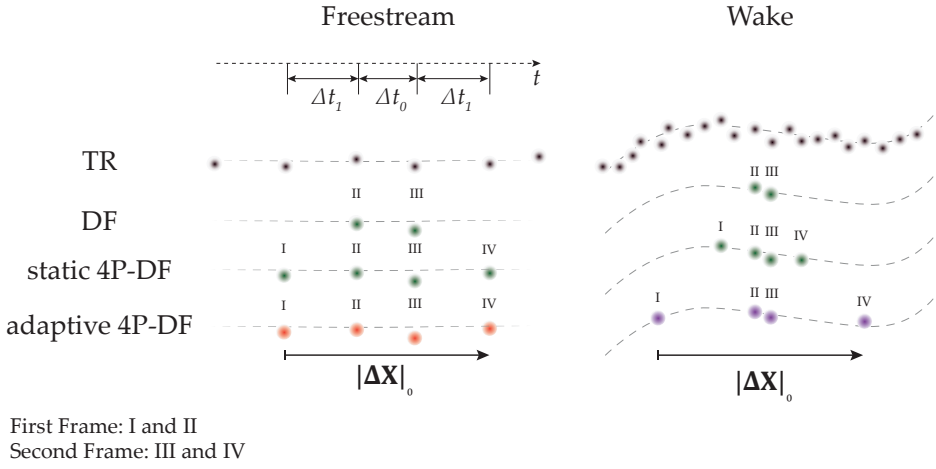 Freestream
Wake
t
Δt₁ Δt₀ Δt₁
TR
II III
II III
DF
I II III IV
I II III IV
static 4P-DF
I II III IV
I II III IV
adaptive 4P-DF
|ΔX|₀
|ΔX|₀
First Frame: I and II
Second Frame: III and IV